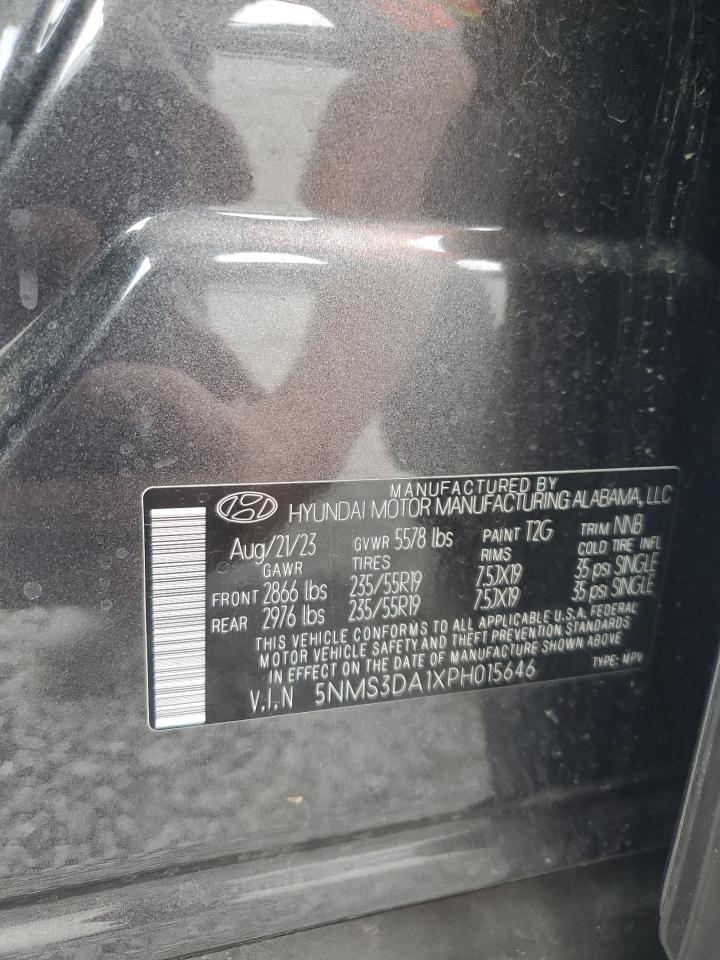 MANUFACTURED BY
HYUNDAI MOTOR MANUFACTURING ALABAMA, LLC
Aug/21/23 GVWR 5578 lbs PAINT T2G TRIM NNB
GAWR TIRES RIMS COLD TIRE INFL
FRONT 2866 lbs 235/55R19 7.5JX19 35 psi SINGLE
REAR 2976 lbs 235/55R19 7.5JX19 35 psi SINGLE
THIS VEHICLE CONFORMS TO ALL APPLICABLE U.S.A. FEDERAL
MOTOR VEHICLE SAFETY AND THEFT PREVENTION STANDARDS
IN EFFECT ON THE DATE OF MANUFACTURE SHOWN ABOVE
V.I.N 5NMS3DA1XPH015646 TYPE: MPV